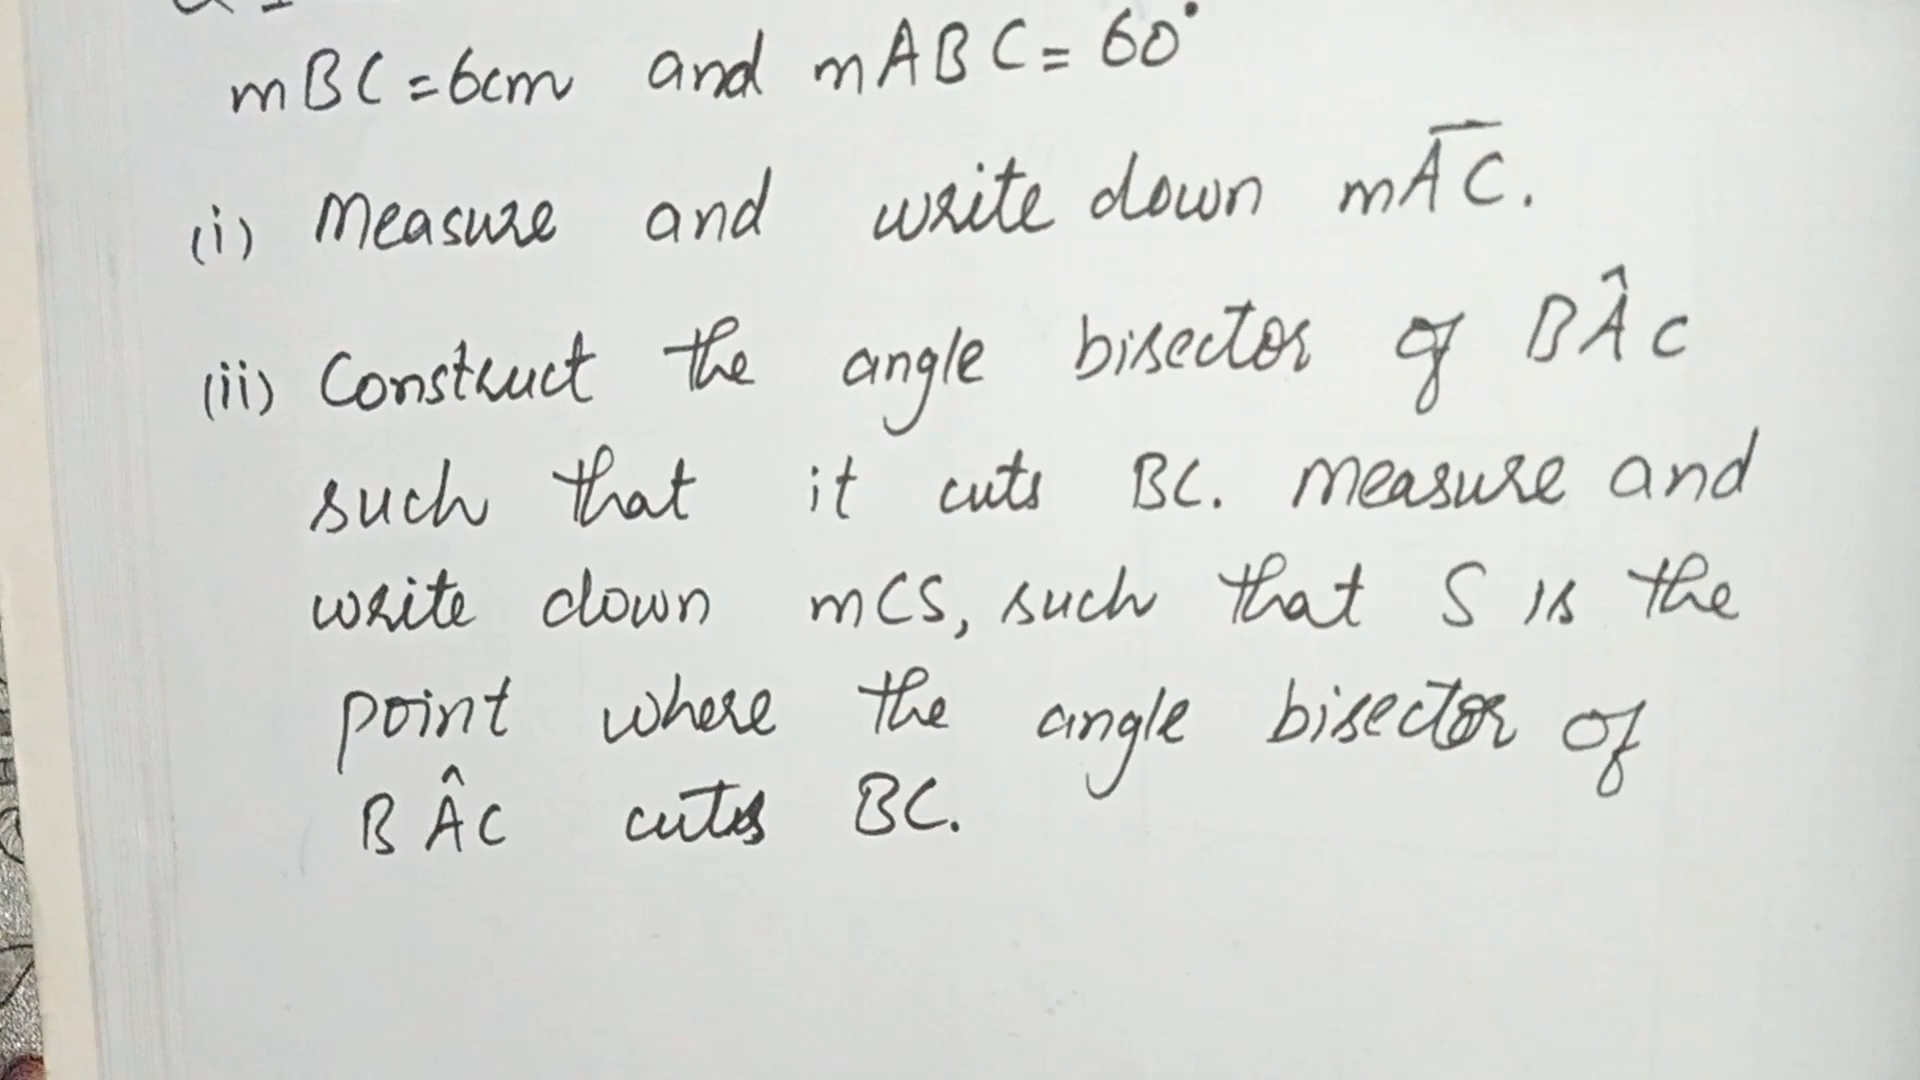 mBC=6cm and mABC=60°
(i) Measure and write down mA̅C̅.
(ii) Construct the angle bisector of BÂC
such that it cuts BC. Measure and
write down mCS, such that S is the
point where the angle bisector of
BÂC cuts BC.